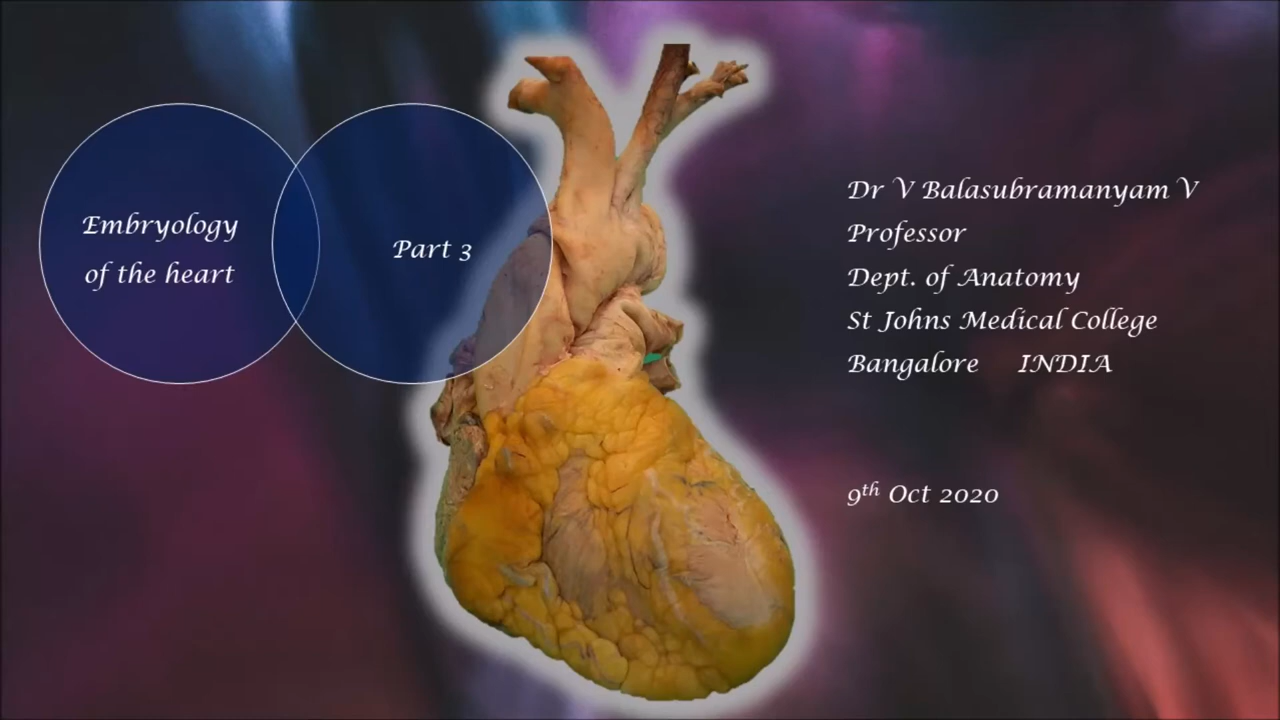 Embryology
of the heart
Part 3
Dr V Balasubramanyam V
Professor
Dept. of Anatomy
St Johns Medical College
Bangalore INDIA
9th Oct 2020